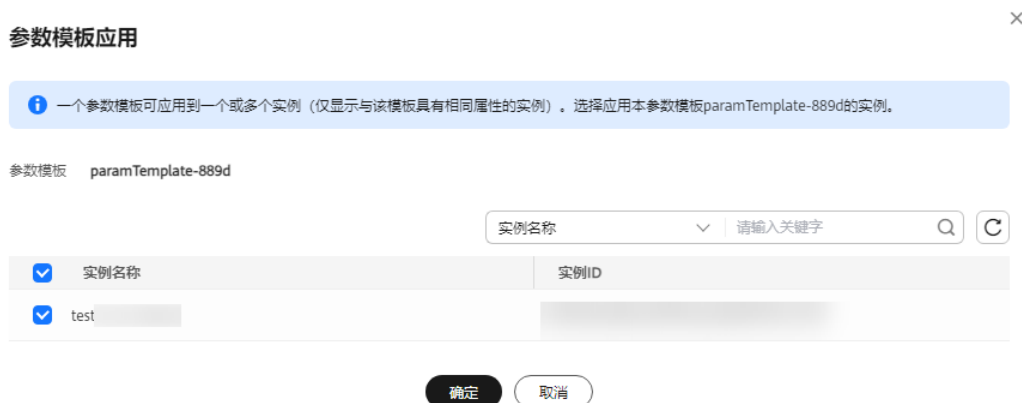 参数模板应用
一个参数模板可应用到一个或多个实例（仅显示与该模板具有相同属性的实例）。选择应用本参数模板paramTemplate-889d的实例。
参数模板 paramTemplate-889d
实例名称 请输入关键字
实例名称 实例ID
test
确定 取消